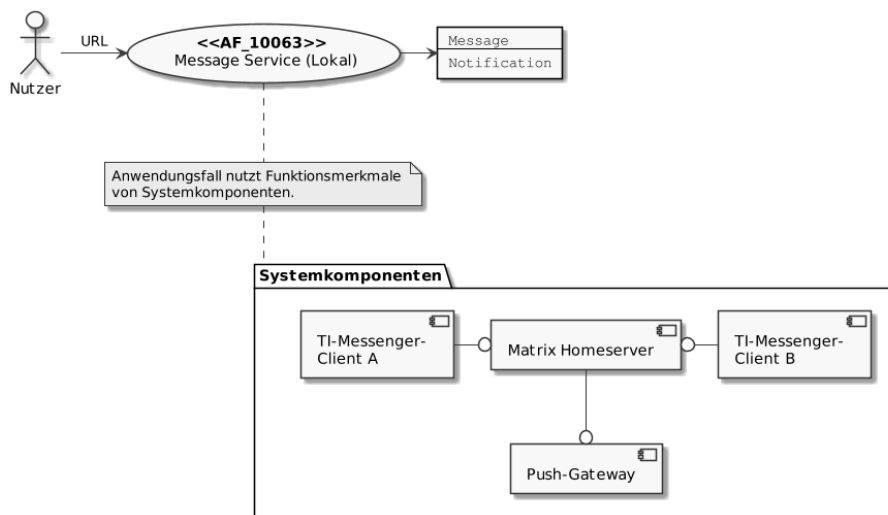 URL
<<AF_10063>>
Message Service (Lokal)
Message
Notification
Nutzer
Anwendungsfall nutzt Funktionsmerkmale
von Systemkomponenten.
Systemkomponenten
TI-Messenger-
Client A
Matrix Homeserver
TI-Messenger-
Client B
Push-Gateway